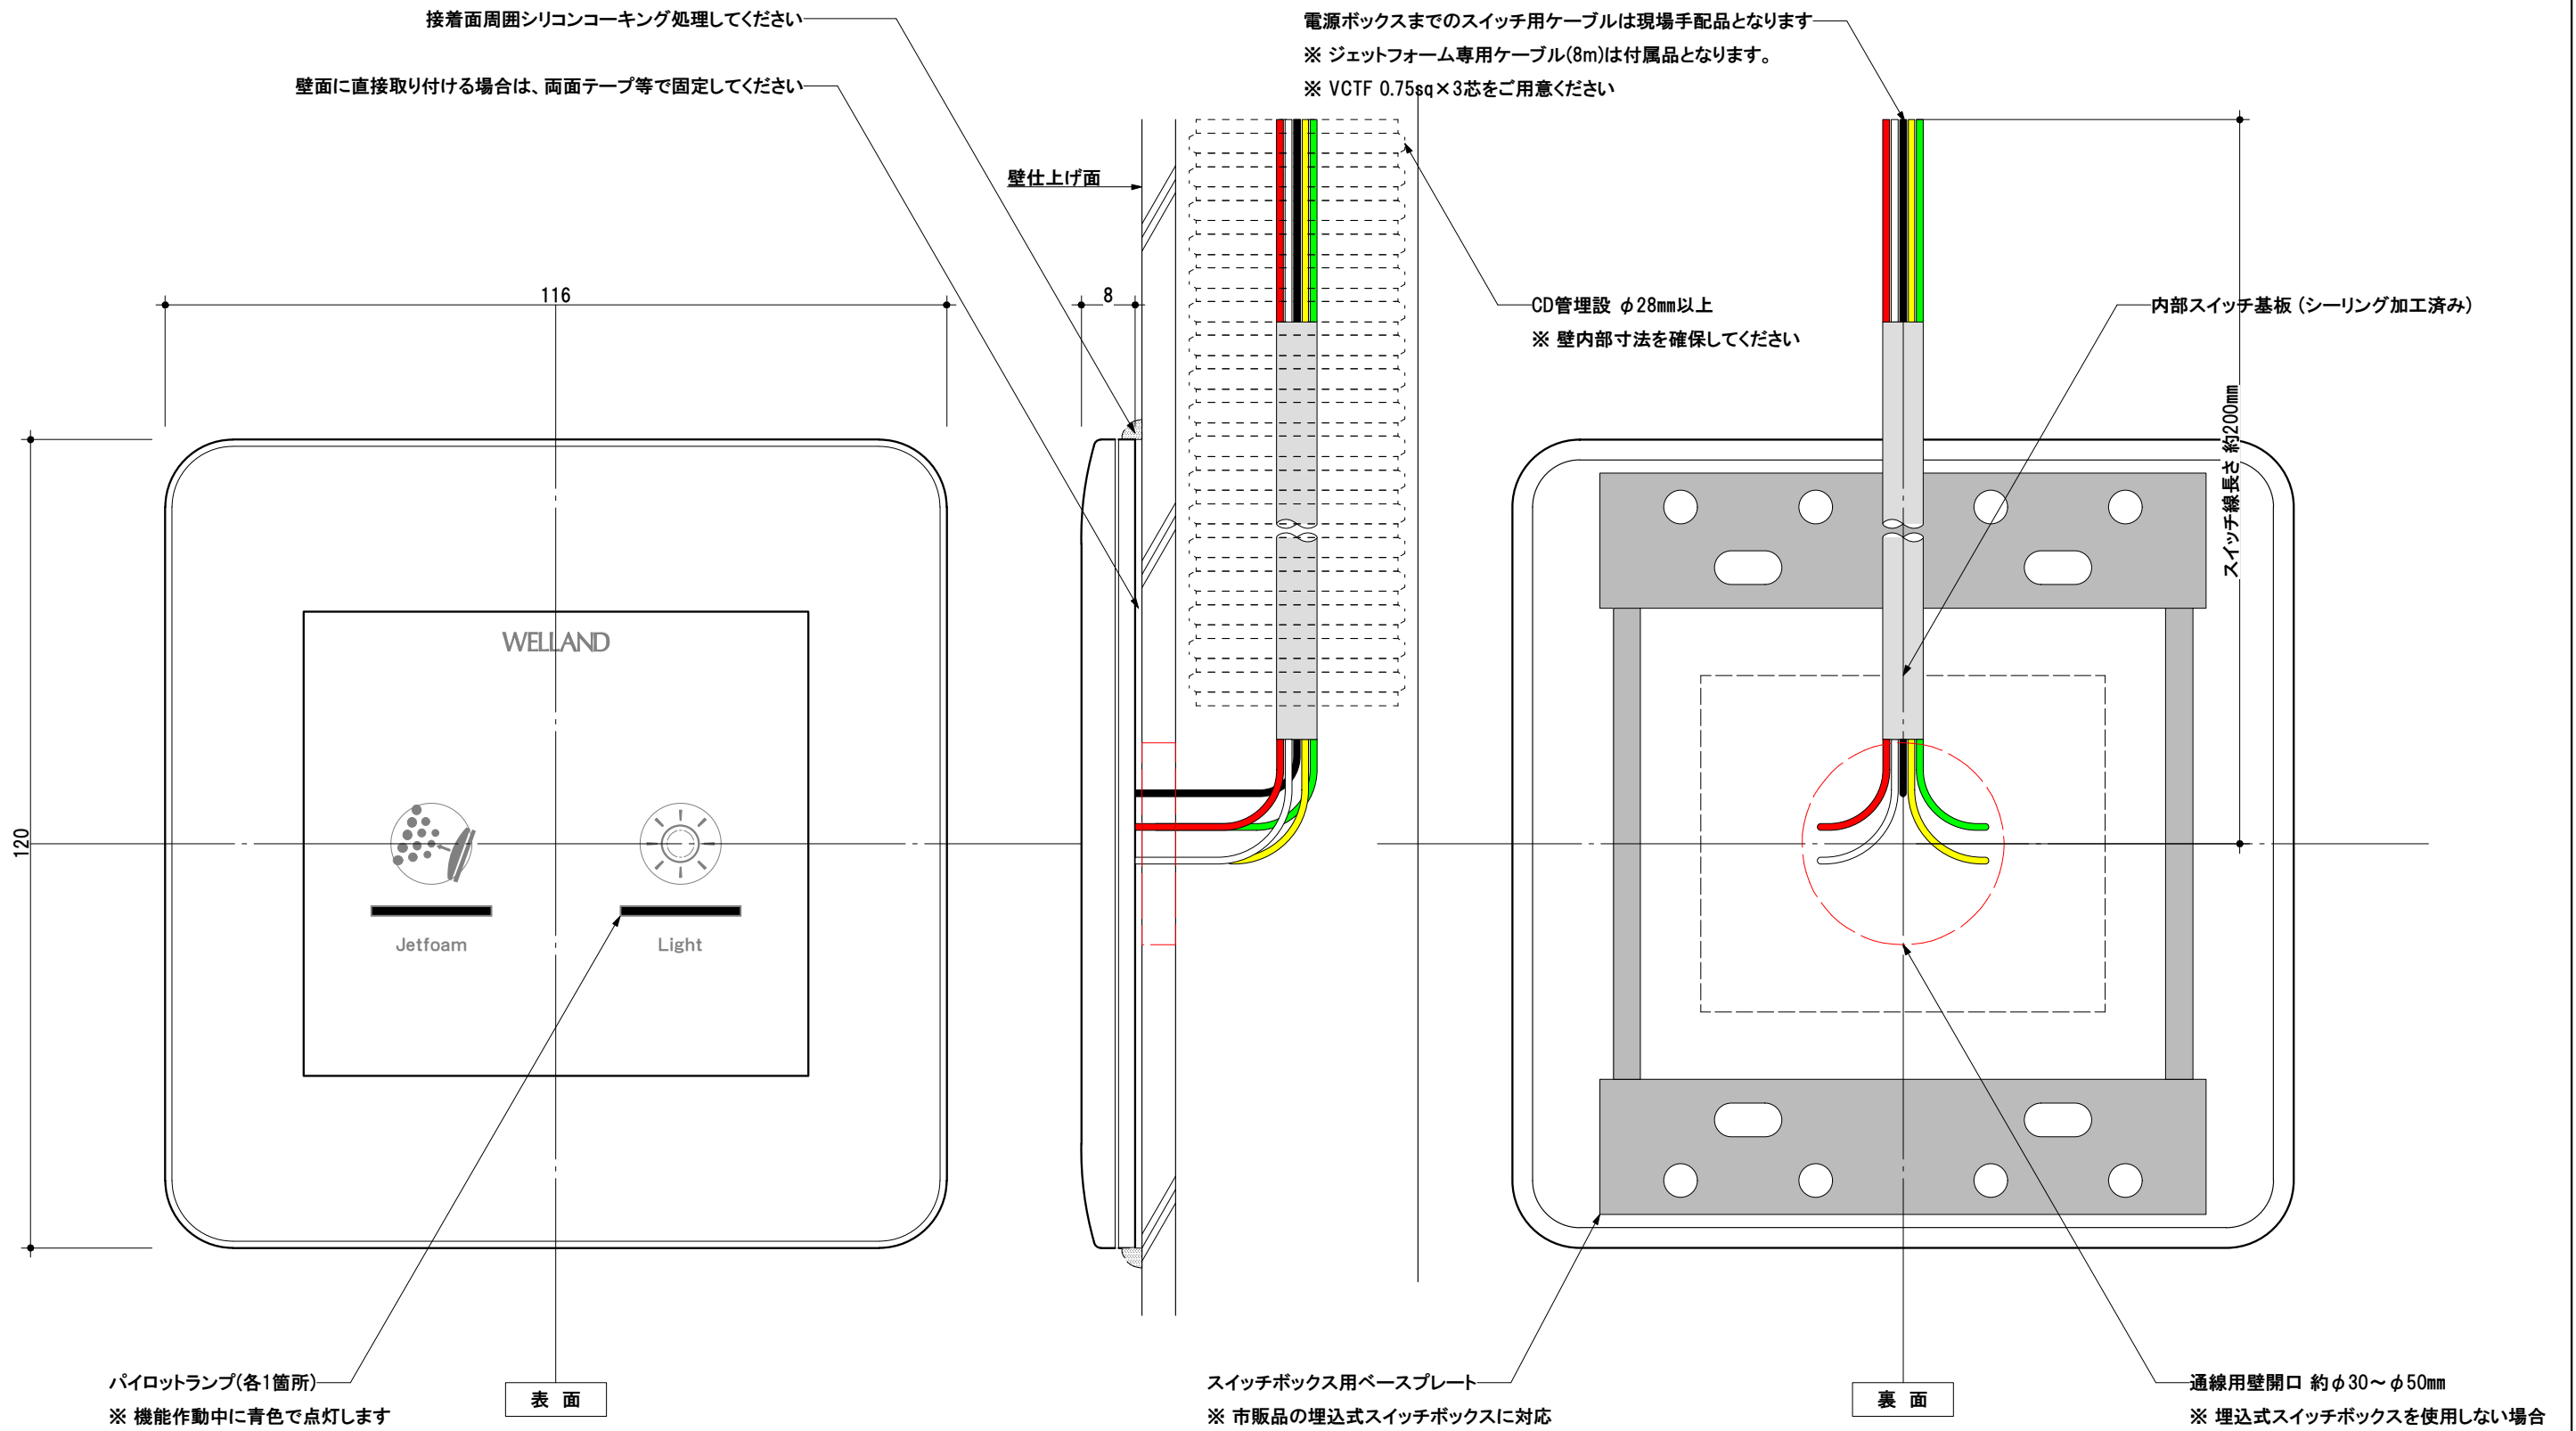 接着面周囲シリコンコーキング処理してください
壁面に直接取り付ける場合は、両面テープ等で固定してください
電源ボックスまでのスイッチ用ケーブルは現場手配品となります
※ ジェットフォーム専用ケーブル(8m)は付属品となります。
※ VCTF 0.75sq×3芯をご用意ください
壁仕上げ面
116
8
CD管埋設 φ28mm以上
※ 壁内部寸法を確保してください
内部スイッチ基板 (シーリング加工済み)
スイッチ線長さ 約200mm
120
WELLAND
Jetfoam
Light
パイロットランプ(各1箇所)
※ 機能作動中に青色で点灯します
表 面
スイッチボックス用ベースプレート
※ 市販品の埋込式スイッチボックスに対応
裏 面
通線用壁開口 約φ30～φ50mm
※ 埋込式スイッチボックスを使用しない場合